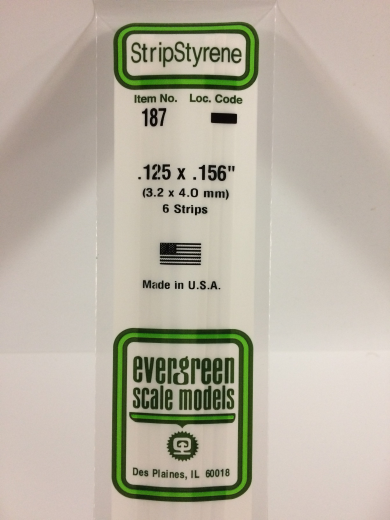 StripStyrene
Item No. Loc. Code
187
.125 x .156"
(3.2 x 4.0 mm)
6 Strips
Made in U.S.A.
evergreen
scale models
Des Plaines, IL 60018